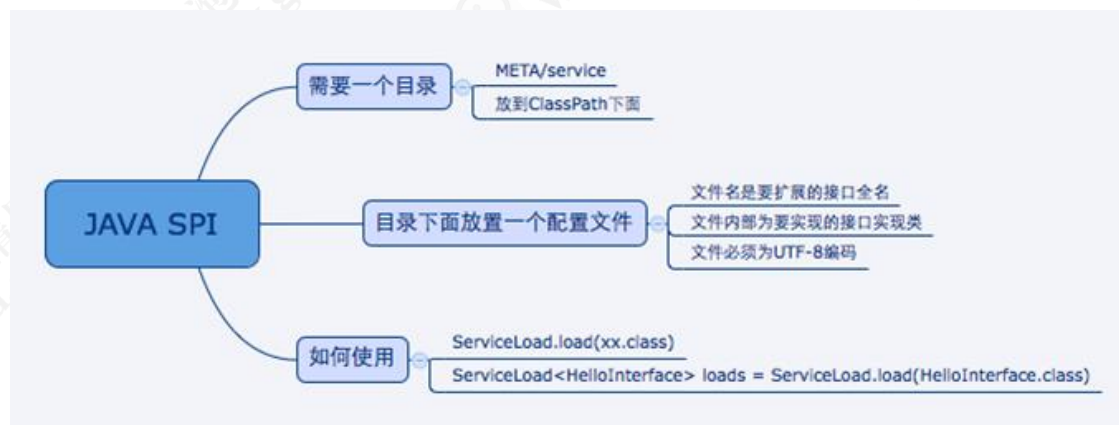 需要一个目录
META/service
放到ClassPath下面
JAVA SPI
目录下面放置一个配置文件
文件名是要扩展的接口全名
文件内部为要实现的接口实现类
文件必须为UTF-8编码
如何使用
ServiceLoad.load(xx.class)
ServiceLoad<HelloInterface> loads = ServiceLoad.load(HelloInterface.class)